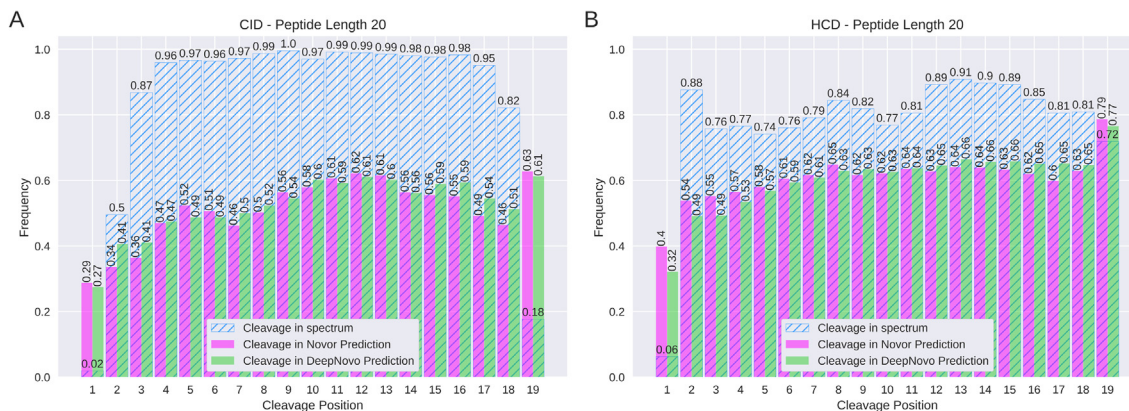 A
CID - Peptide Length 20
Frequency
1.0
0.8
0.6
0.4
0.2
0.0
0.02 0.5 0.87 0.96 0.97 0.96 0.97 0.99 1.0 0.97 0.99 0.99 0.99 0.98 0.98 0.98 0.95 0.82 0.18
0.29 0.34 0.36 0.47 0.52 0.51 0.46 0.5 0.56 0.58 0.61 0.62 0.61 0.56 0.56 0.55 0.49 0.46 0.63
0.27 0.41 0.41 0.47 0.49 0.49 0.5 0.52 0.54 0.6 0.59 0.61 0.6 0.56 0.59 0.59 0.54 0.51 0.61
Cleavage in spectrum
Cleavage in Novor Prediction
Cleavage in DeepNovo Prediction
1 2 3 4 5 6 7 8 9 10 11 12 13 14 15 16 17 18 19
Cleavage Position
B
HCD - Peptide Length 20
Frequency
1.0
0.8
0.6
0.4
0.2
0.0
0.06 0.88 0.76 0.77 0.74 0.76 0.79 0.84 0.82 0.77 0.81 0.89 0.91 0.9 0.89 0.85 0.81 0.81 0.72
0.4 0.54 0.55 0.57 0.58 0.61 0.62 0.65 0.62 0.62 0.64 0.63 0.64 0.64 0.63 0.62 0.6 0.63 0.79
0.32 0.49 0.49 0.53 0.57 0.59 0.61 0.63 0.63 0.63 0.64 0.65 0.66 0.66 0.66 0.65 0.65 0.65 0.77
Cleavage in spectrum
Cleavage in Novor Prediction
Cleavage in DeepNovo Prediction
1 2 3 4 5 6 7 8 9 10 11 12 13 14 15 16 17 18 19
Cleavage Position